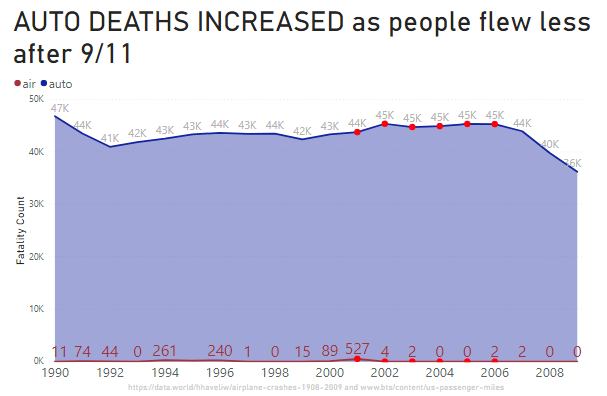 AUTO DEATHS INCREASED as people flew less
after 9/11
air auto
50K
47K 44K 41K 42K 43K 43K 44K 43K 44K 42K 43K 44K 45K 45K 45K 45K 45K 44K 40K 36K
40K
30K
Fatality Count
20K
10K
0K
11 74 44 0 261 240 1 0 15 89 527 4 2 0 0 2 2 0 0
1990 1992 1994 1996 1998 2000 2002 2004 2006 2008
https://data.world/hhaveliw/airplane-crashes-1908-2009 and www.bts/content/us-passenger-miles